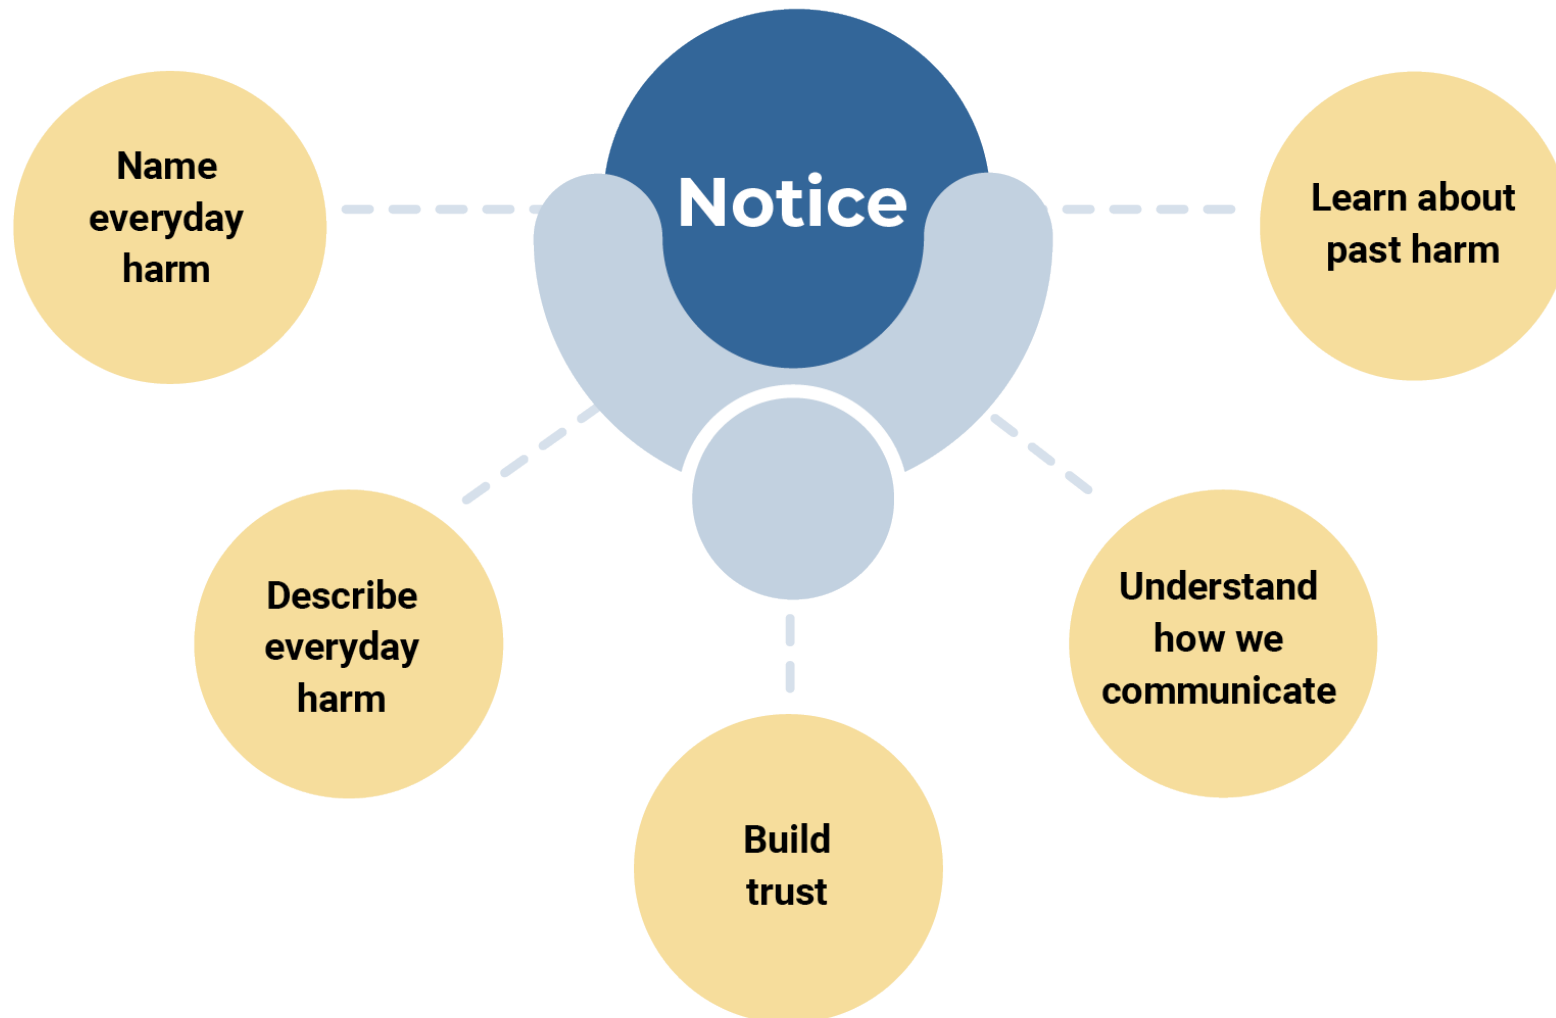 Notice
Name
everyday
harm
Learn about
past harm
Describe
everyday
harm
Understand
how we
communicate
Build
trust